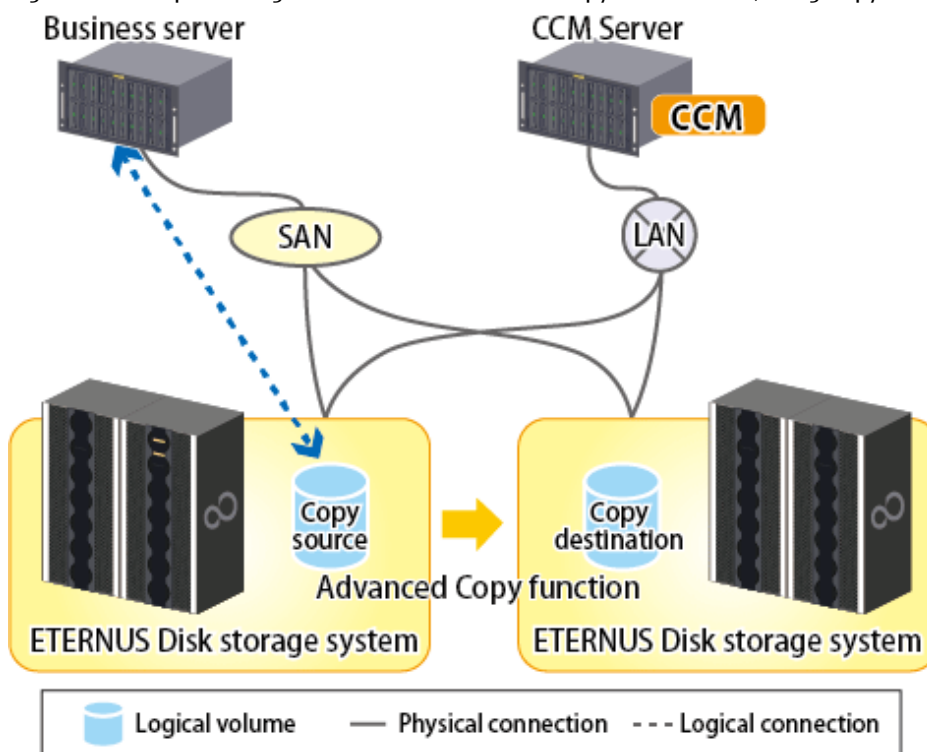 Business server
CCM Server
CCM
SAN
LAN
Copy
source
Copy
destination
Advanced Copy function
ETERNUS Disk storage system
ETERNUS Disk storage system
Logical volume
Physical connection
Logical connection